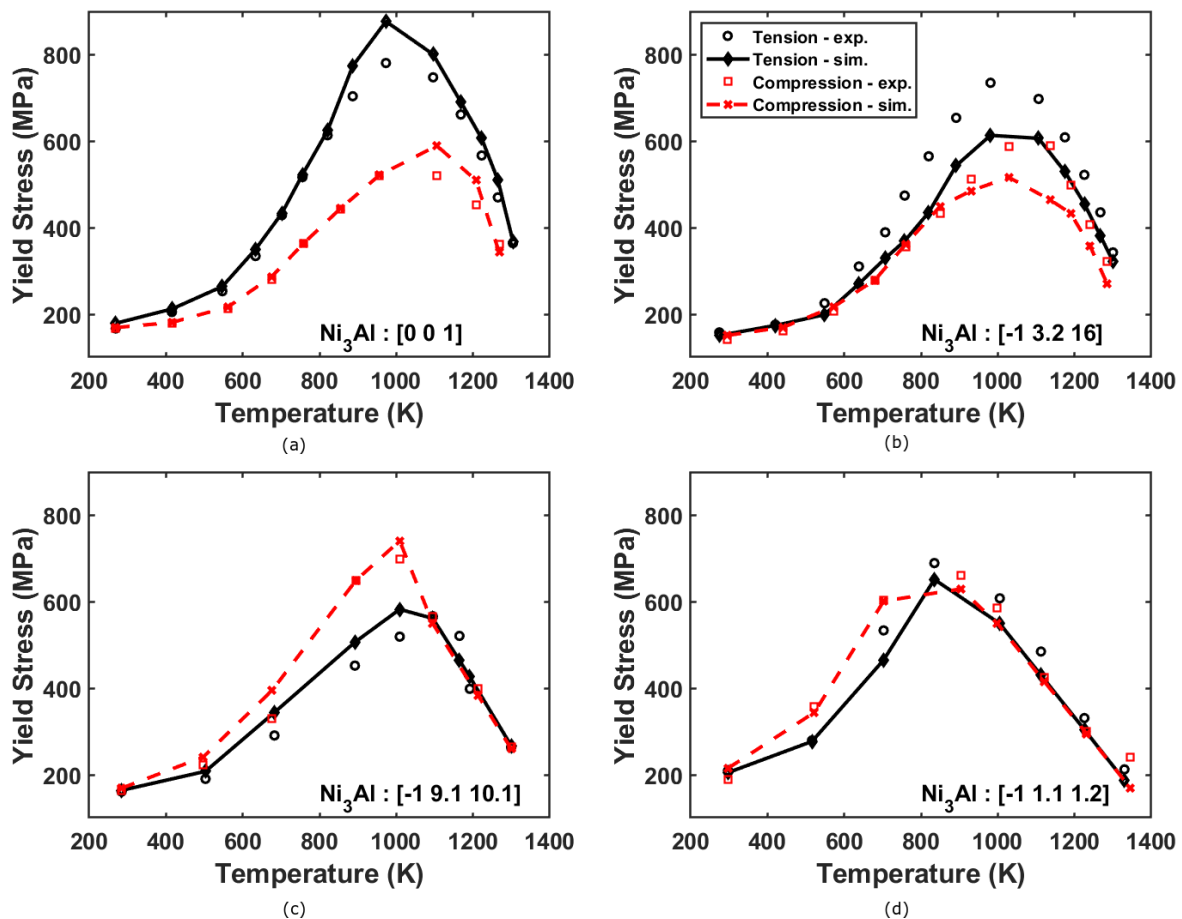 Yield Stress (MPa)
800
600
400
200
Ni3Al : [0 0 1]
200 400 600 800 1000 1200 1400
Temperature (K)
(a)
Yield Stress (MPa)
800
600
400
200
Tension - exp.
Tension - sim.
Compression - exp.
Compression - sim.
Ni3Al : [-1 3.2 16]
200 400 600 800 1000 1200 1400
Temperature (K)
(b)
Yield Stress (MPa)
800
600
400
200
Ni3Al : [-1 9.1 10.1]
200 400 600 800 1000 1200 1400
Temperature (K)
(c)
Yield Stress (MPa)
800
600
400
200
Ni3Al : [-1 1.1 1.2]
200 400 600 800 1000 1200 1400
Temperature (K)
(d)